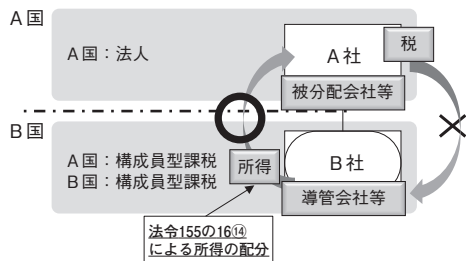 A国
A国：法人
A社
税
被分配会社等
B国
A国：構成員型課税
B国：構成員型課税
所得
B社
導管会社等
法令155の16⑭
による所得の配分